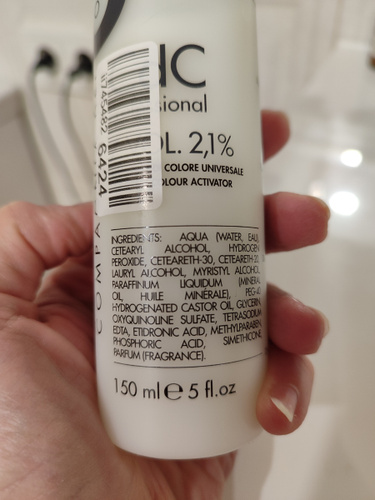 sional
2,1%
COLORE UNIVERSALE
OLOUR ACTIVATOR
6424
INGREDIENTS: AQUA (WATER, EAU),
CETEARYL ALCOHOL, HYDROGEN
PEROXIDE, CETEARETH-30, CETEARETH-20,
LAURYL ALCOHOL, MYRISTYL ALCOHOL,
PARAFFINUM LIQUIDUM (MINERAL
OIL, HUILE MINÉRALE), PEG-40
HYDROGENATED CASTOR OIL, GLYCERIN,
OXYQUINOLINE SULFATE, TETRASODIUM
EDTA, ETIDRONIC ACID, METHYLPARABEN,
PHOSPHORIC ACID, SIMETHICONE,
PARFUM (FRAGRANCE).
150 ml e 5 fl.oz